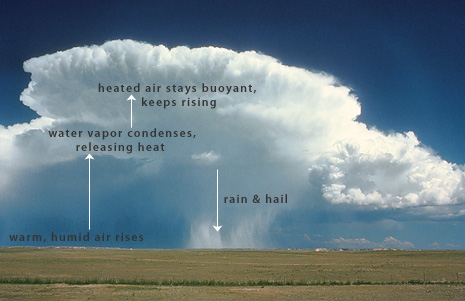 heated air stays buoyant,
keeps rising
water vapor condenses,
releasing heat
rain & hail
warm, humid air rises